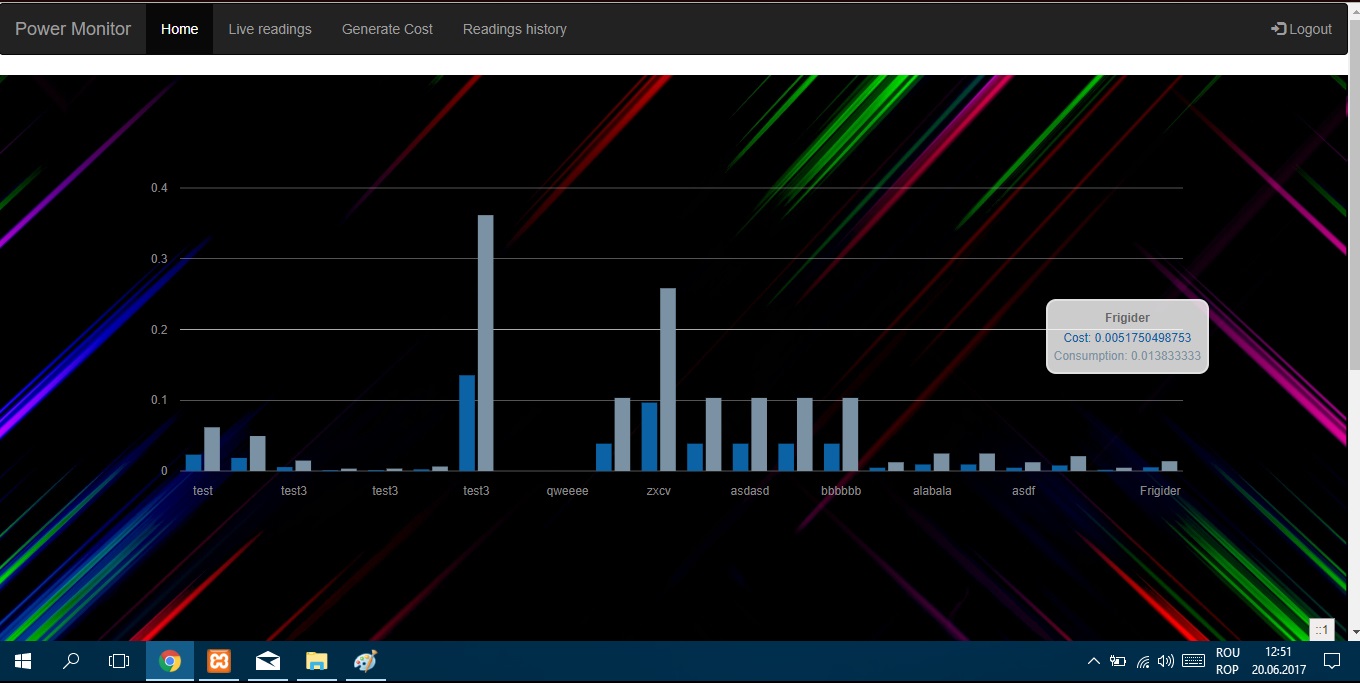 Power Monitor Home Live readings Generate Cost Readings history Logout
0.4
0.3
Frigider
0.2
Cost: 0.0051750498753
Consumption: 0.013833333
0.1
0
test test3 test3 test3 qweeee zxcv asdasd bbbbbb alabala asdf Frigider
::1
ROU 12:51
ROP 20.06.2017